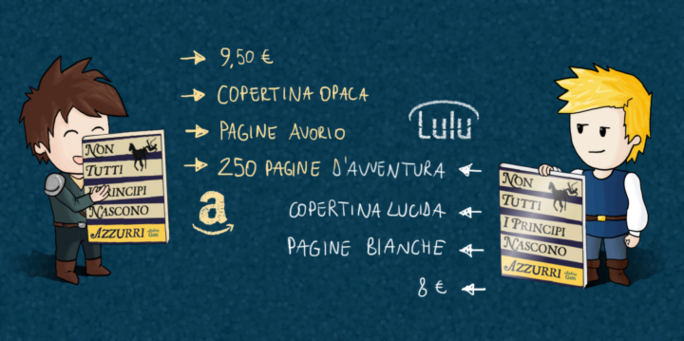 9,50 €
COPERTINA OPACA
PAGINE AVORIO
250 PAGINE D'AVVENTURA
a
Lulu
COPERTINA LUCIDA
PAGINE BIANCHE
8 €
NON
TUTTI
I PRINCIPI
NASCONO
AZZURRI
NON
TUTTI
I PRINCIPI
NASCONO
AZZURRI